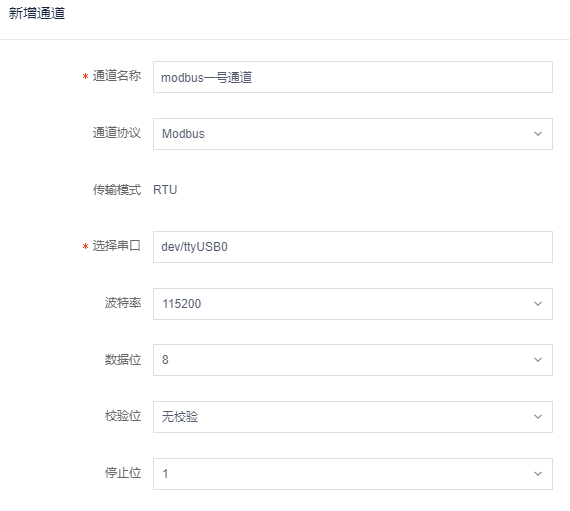 新增通道
* 通道名称 modbus一号通道
通道协议 Modbus
传输模式 RTU
* 选择串口 dev/ttyUSB0
波特率 115200
数据位 8
校验位 无校验
停止位 1